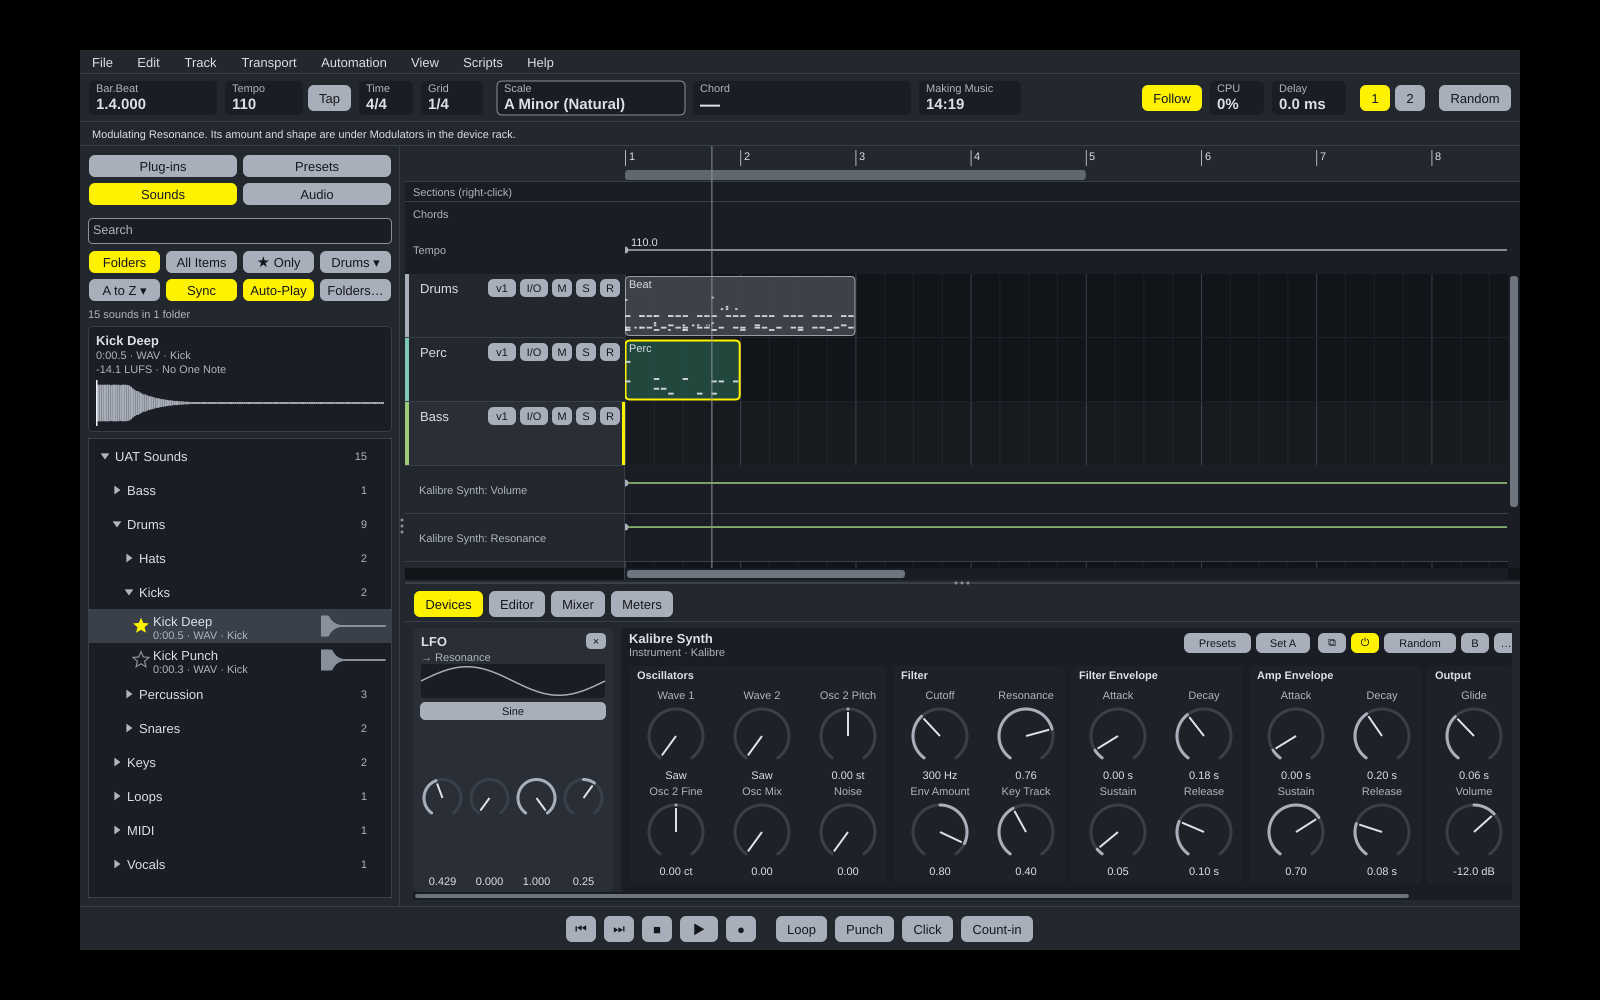 File Edit Track Transport Automation View Scripts Help
Bar.Beat Tempo Time Grid Scale Chord Making Music CPU Delay
1.4.000 110 Tap 4/4 1/4 A Minor (Natural) — 14:19 Follow 0% 0.0 ms 1 2 Random
Modulating Resonance. Its amount and shape are under Modulators in the device rack.
Plug-ins Presets
Sounds Audio
Search
Folders All Items ★ Only Drums ▾
A to Z ▾ Sync Auto-Play Folders…
15 sounds in 1 folder
Kick Deep
0:00.5 · WAV · Kick
-14.1 LUFS · No One Note
UAT Sounds 15
Bass 1
Drums 9
Hats 2
Kicks 2
Kick Deep
0:00.5 · WAV · Kick
Kick Punch
0:00.3 · WAV · Kick
Percussion 3
Snares 2
Keys 2
Loops 1
MIDI 1
Vocals 1
1 2 3 4 5 6 7 8
Sections (right-click)
Chords
Tempo 110.0
Drums v1 I/O M S R Beat
Perc v1 I/O M S R Perc
Bass v1 I/O M S R
Kalibre Synth: Volume
Kalibre Synth: Resonance
Devices Editor Mixer Meters
LFO ×
→ Resonance
Sine
0.429 0.000 1.000 0.25
Kalibre Synth
Instrument · Kalibre
Presets Set A Random B ...
Oscillators Filter Filter Envelope Amp Envelope Output
Wave 1 Wave 2 Osc 2 Pitch Cutoff Resonance Attack Decay Attack Decay Glide
Saw Saw 0.00 st 300 Hz 0.76 0.00 s 0.18 s 0.00 s 0.20 s 0.06 s
Osc 2 Fine Osc Mix Noise Env Amount Key Track Sustain Release Sustain Release Volume
0.00 ct 0.00 0.00 0.80 0.40 0.05 0.10 s 0.70 0.08 s -12.0 dB
Loop Punch Click Count-in